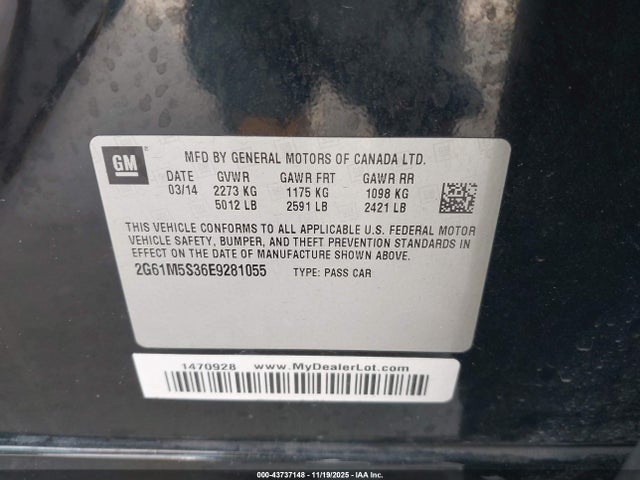 GM
MFD BY GENERAL MOTORS OF CANADA LTD.
DATE GVWR GAWR FRT GAWR RR
03/14 2273 KG 1175 KG 1098 KG
5012 LB 2591 LB 2421 LB
THIS VEHICLE CONFORMS TO ALL APPLICABLE U.S. FEDERAL MOTOR
VEHICLE SAFETY, BUMPER, AND THEFT PREVENTION STANDARDS IN
EFFECT ON THE DATE OF MANUFACTURE SHOWN ABOVE.
2G61M5S36E9281055 TYPE: PASS CAR
1470928 www.MyDealerLot.com
000-43737148 - 11/19/2025 - IAA Inc.